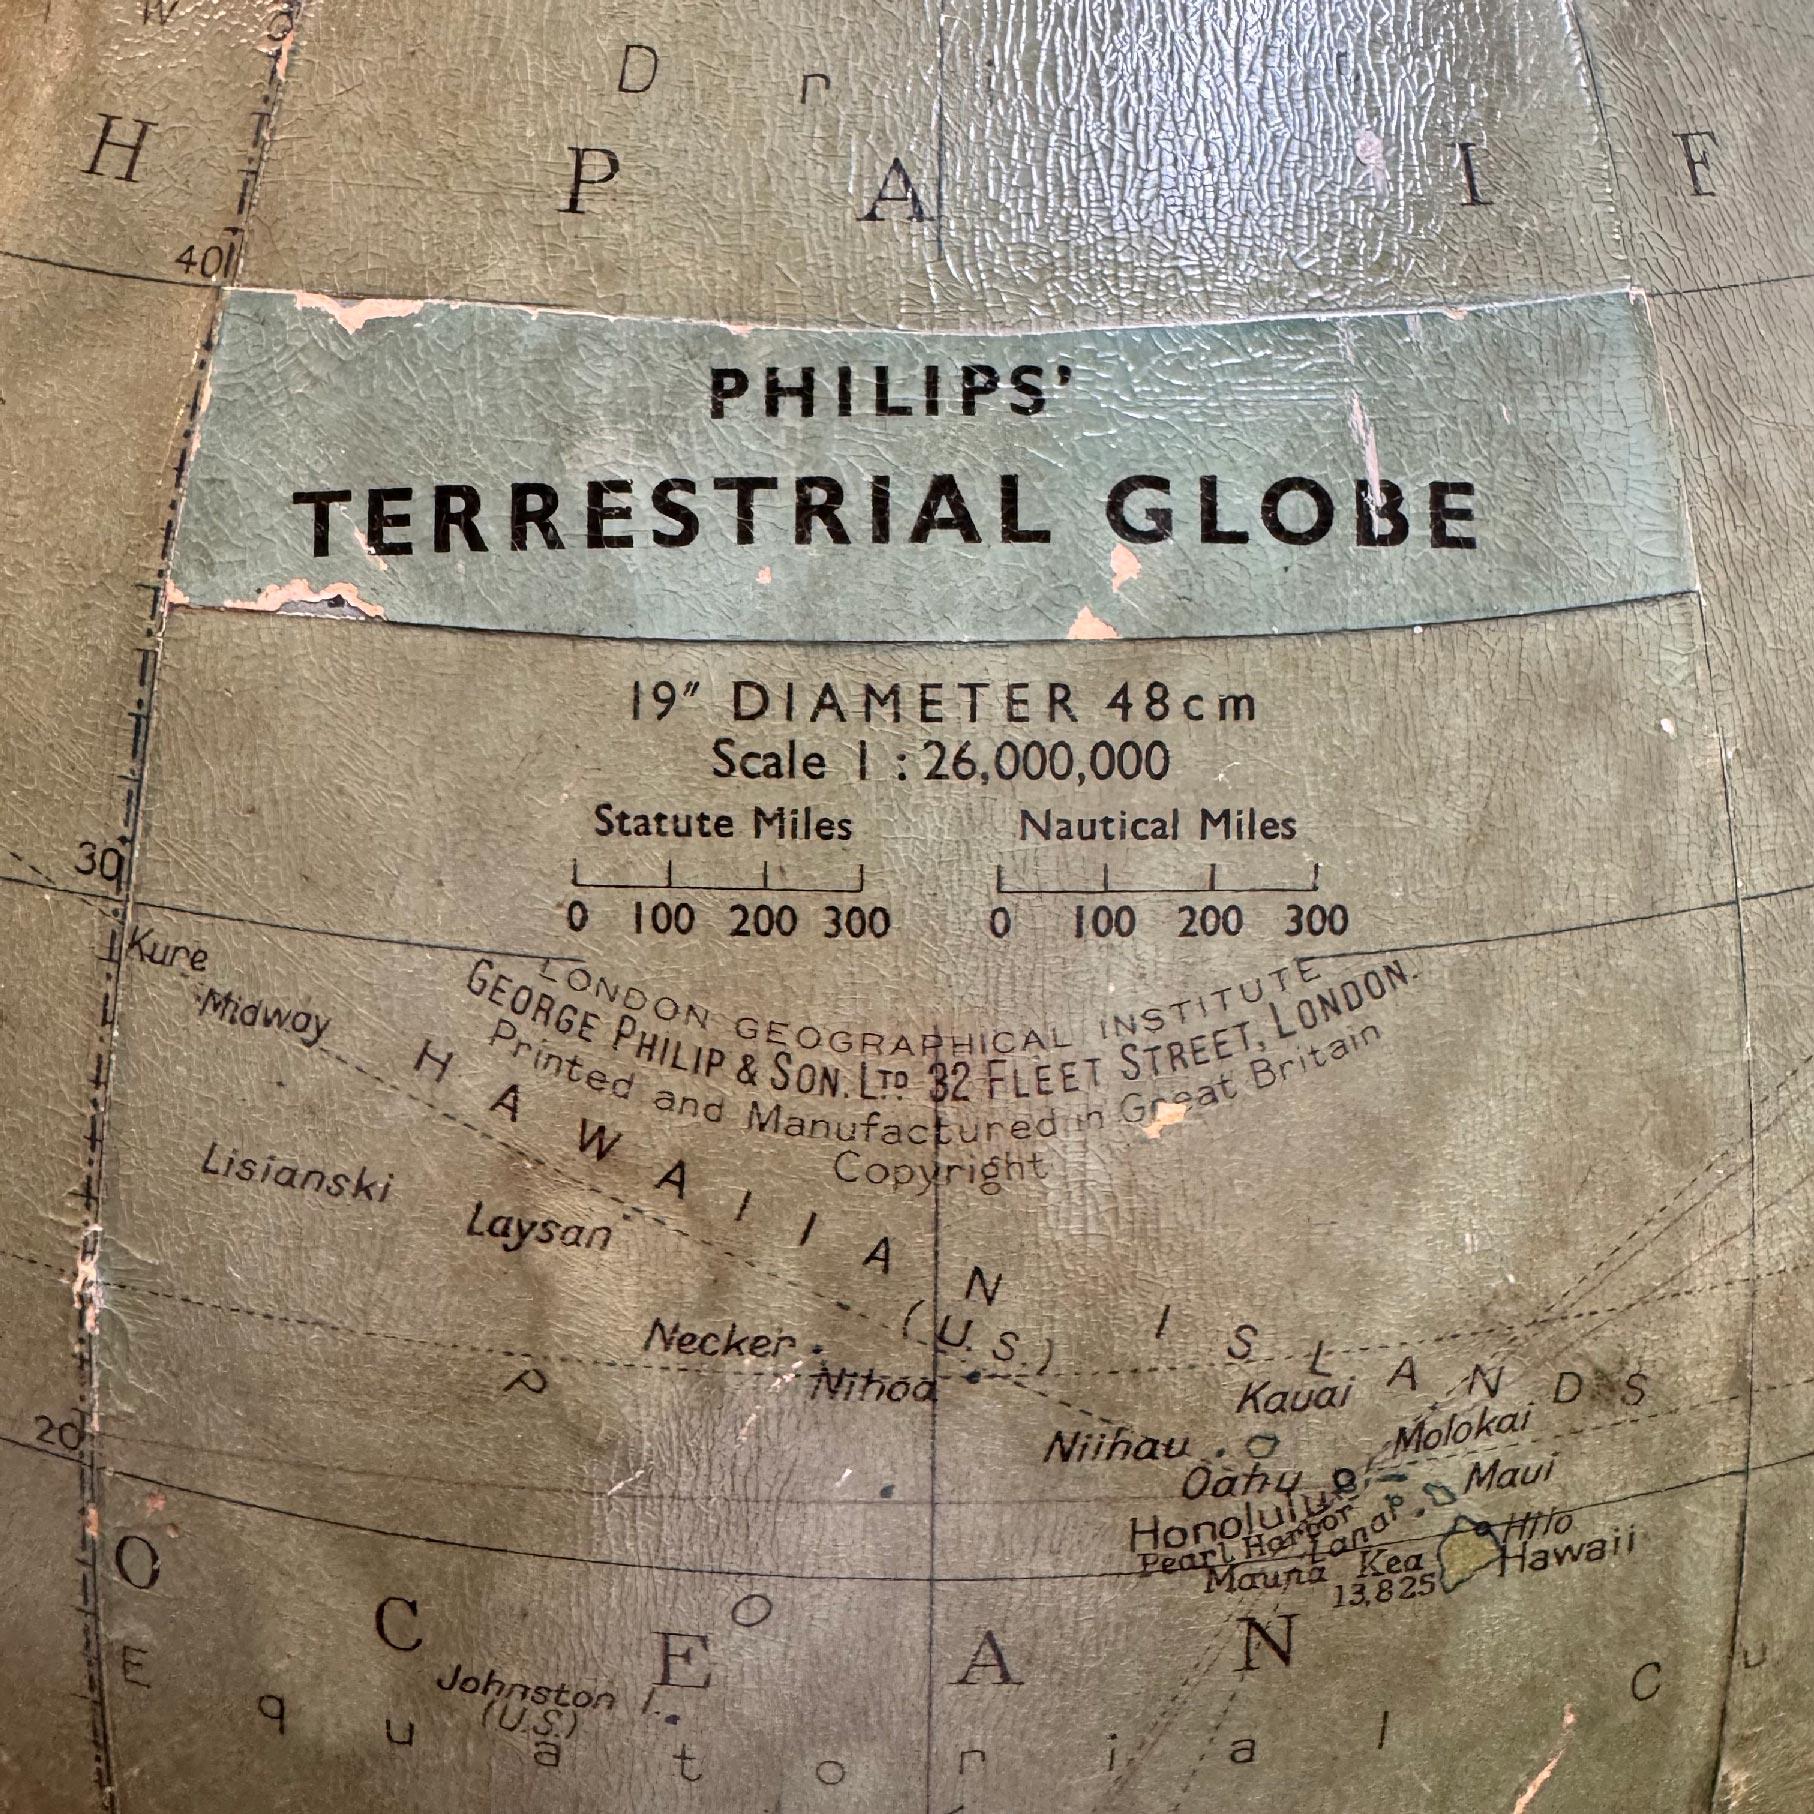 D r
H P A I F
40
PHILIPS'
TERRESTRIAL GLOBE
19" DIAMETER 48cm
Scale 1 : 26,000,000
Statute Miles Nautical Miles
0 100 200 300 0 100 200 300
30
Kure
Midway
LONDON GEOGRAPHICAL INSTITUTE
GEORGE PHILIP & SON. LTD 32 FLEET STREET, LONDON.
Printed and Manufactured in Great Britain
Copyright
HAWAIIAN ISLANDS
(U.S.)
Lisianski
Laysan
Necker
Nihoa
P
Kauai
Niihau
Molokai
Oahu
Maui
Honolulu
Pearl Harbor
Lanai
Hilo
Hawaii
Mauna Kea
13,825
20
OCEAN
O
Johnston I.
(U.S.)
Equatorial Cu